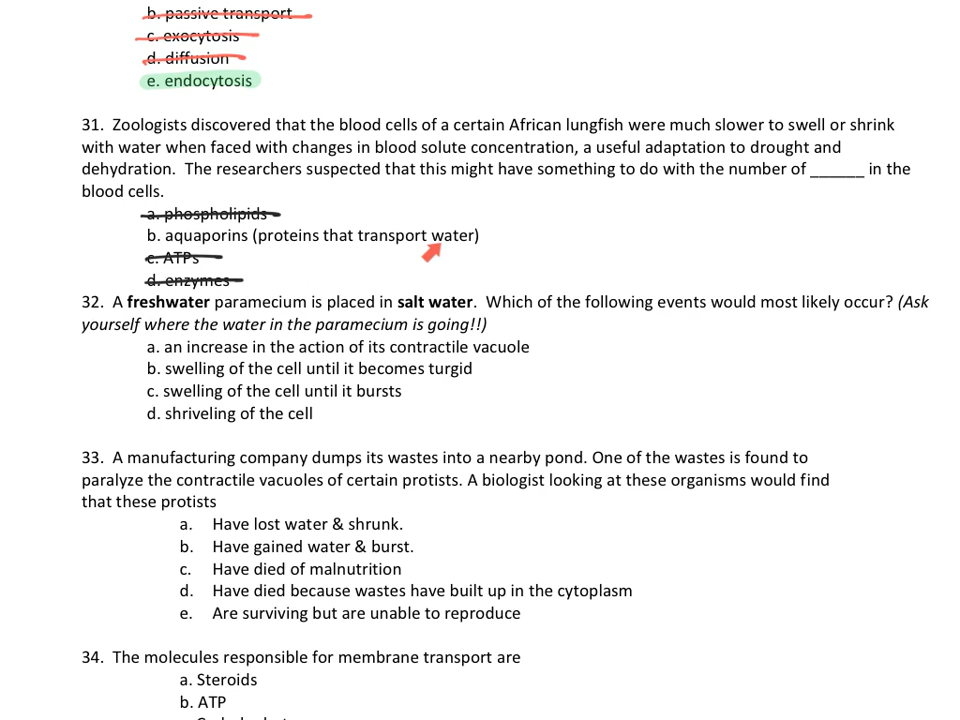 b. passive transport
c. exocytosis
d. diffusion
e. endocytosis
31.  Zoologists discovered that the blood cells of a certain African lungfish were much slower to swell or shrink
with water when faced with changes in blood solute concentration, a useful adaptation to drought and
dehydration.  The researchers suspected that this might have something to do with the number of ______ in the
blood cells.
a. phospholipids
b. aquaporins (proteins that transport water)
c. ATPs
d. enzymes
32.  A freshwater paramecium is placed in salt water.  Which of the following events would most likely occur? (Ask
yourself where the water in the paramecium is going!!)
a. an increase in the action of its contractile vacuole
b. swelling of the cell until it becomes turgid
c. swelling of the cell until it bursts
d. shriveling of the cell
33.  A manufacturing company dumps its wastes into a nearby pond. One of the wastes is found to
paralyze the contractile vacuoles of certain protists. A biologist looking at these organisms would find
that these protists
a. Have lost water & shrunk.
b. Have gained water & burst.
c. Have died of malnutrition
d. Have died because wastes have built up in the cytoplasm
e. Are surviving but are unable to reproduce
34.  The molecules responsible for membrane transport are
a. Steroids
b. ATP